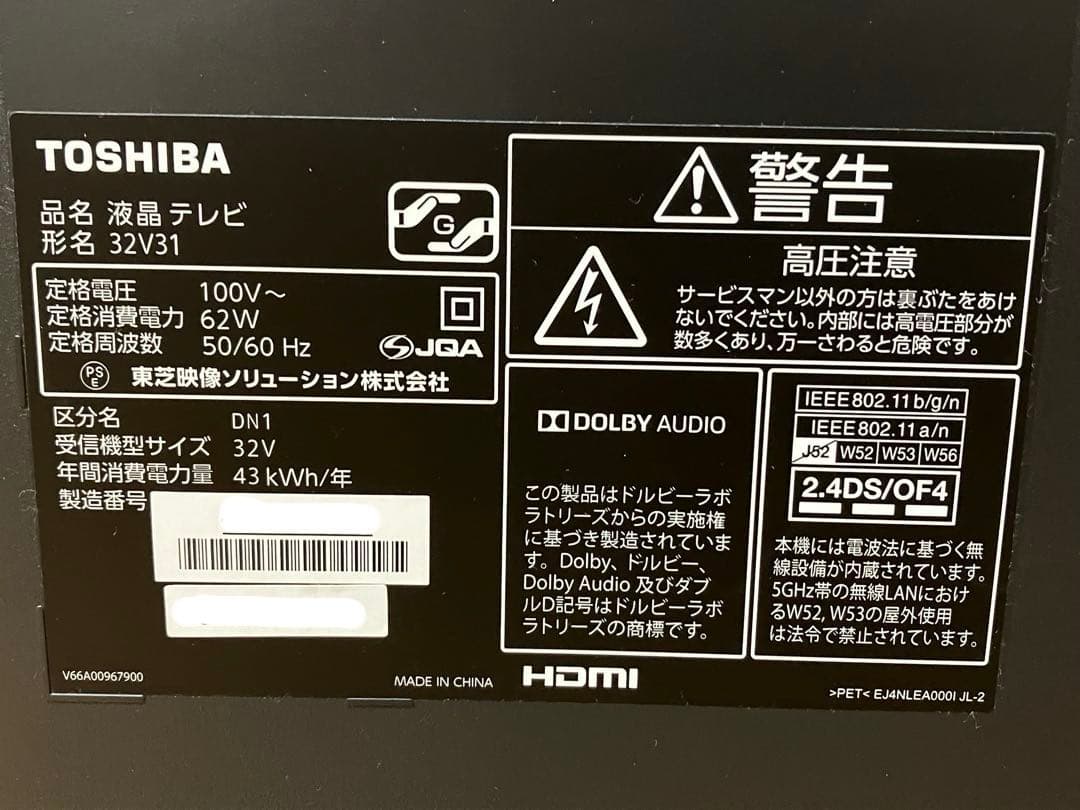 TOSHIBA
品名 液晶テレビ
形名 32V31
G
定格電圧 100V~
定格消費電力 62W
定格周波数 50/60 Hz
JQA
PS
E
東芝映像ソリューション株式会社
区分名 DN1
受信機型サイズ 32V
年間消費電力量 43kWh/年
製造番号
V66A00967900
MADE IN CHINA
警告
高圧注意
サービスマン以外の方は裏ぶたをあけ
ないでください。内部には高電圧部分が
数多くあり、万一さわると危険です。
DOLBY AUDIO
この製品はドルビーラボ
ラトリーズからの実施権
に基づき製造されていま
す。Dolby、ドルビー、
Dolby Audio 及びダブ
ルD記号はドルビーラボ
ラトリーズの商標です。
HDMI
IEEE802.11b/g/n
IEEE802.11a/n
J52 W52 W53 W56
2.4DS/OF4
本機には電波法に基づく無
線設備が内蔵されています。
5GHz帯の無線LANにおけ
るW52, W53の屋外使用
は法令で禁止されています。
>PET< EJ4NLEA000I JL-2